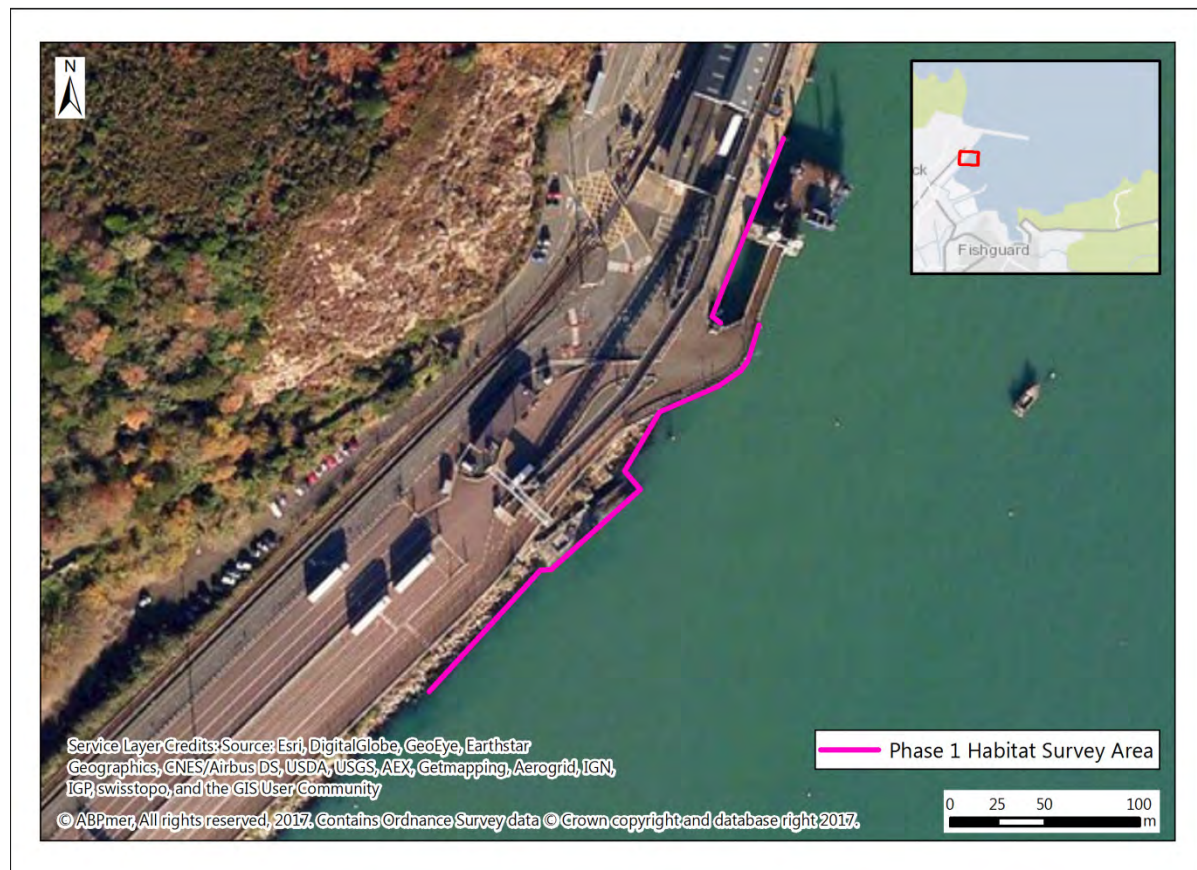 N
ck
Fishguard
Phase 1 Habitat Survey Area
Service Layer Credits: Source: Esri, DigitalGlobe, GeoEye, Earthstar
Geographics, CNES/Airbus DS, USDA, USGS, AEX, Getmapping, Aerogrid, IGN,
IGP, swisstopo, and the GIS User Community
© ABPmer, All rights reserved, 2017. Contains Ordnance Survey data © Crown copyright and database right 2017.
0 25 50 100
m